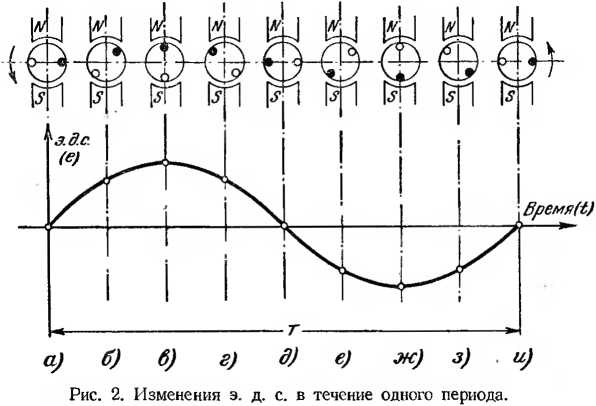 N N N N N N N N N
S S S S S S S S S
э.д.с.
(е)
Время(t)
T
а) б) в) г) д) е) ж) з) и)
Рис. 2. Изменения э. д. с. в течение одного периода.